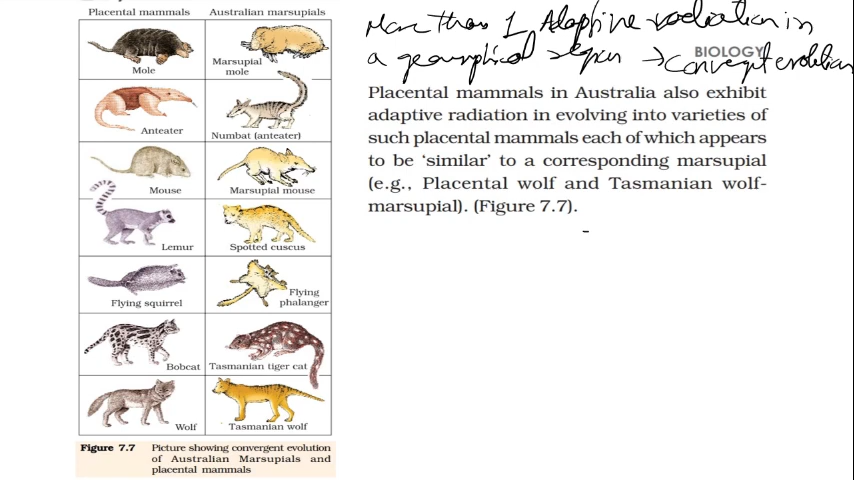 Placental mammals Australian marsupials
Mole
Marsupial
mole
Anteater
Numbat (anteater)
Mouse
Marsupial mouse
Lemur
Spotted cuscus
Flying squirrel
Flying
phalanger
Bobcat
Tasmanian tiger cat
Wolf
Tasmanian wolf
Figure 7.7 Picture showing convergent evolution
of Australian Marsupials and
placental mammals
More than 1 Adaptive radiation in
a geographical region → Convergent evolution
BIOLOGY
Placental mammals in Australia also exhibit
adaptive radiation in evolving into varieties of
such placental mammals each of which appears
to be ‘similar’ to a corresponding marsupial
(e.g., Placental wolf and Tasmanian wolf-
marsupial). (Figure 7.7).